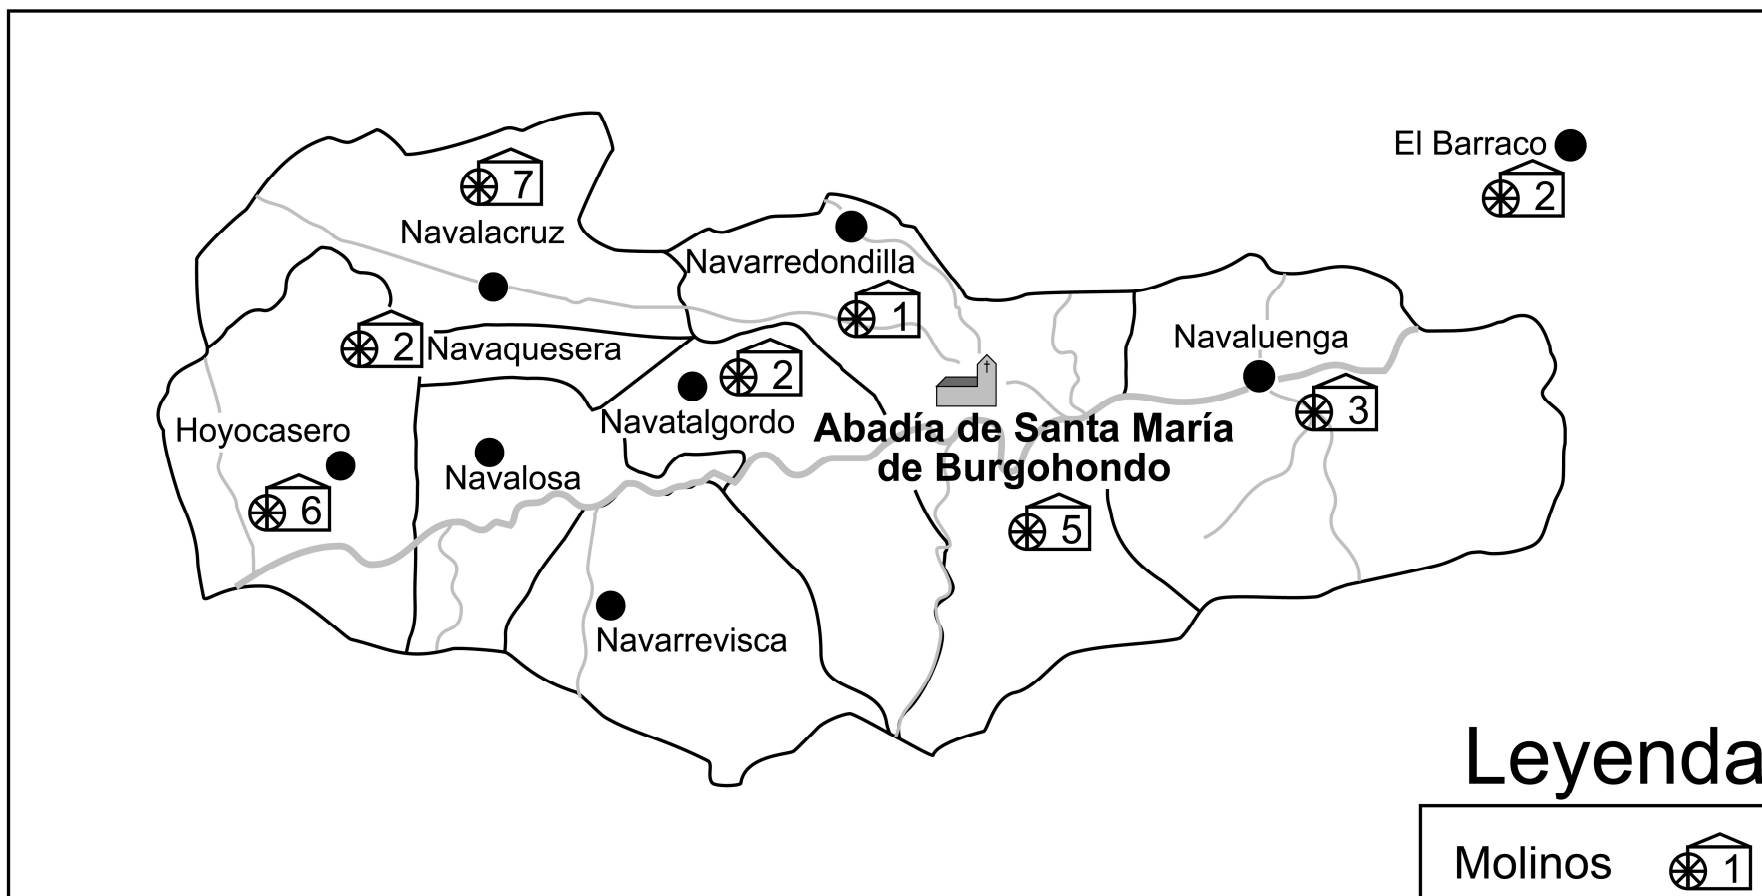 El Barraco
2
7
Navalacruz
Navarredondilla
1
2
Navaquesera
Navaluenga
2
3
Navatalgordo
Hoyocasero
Abadía de Santa María
de Burgohondo
Navalosa
6
5
Navarrevisca
Leyenda
Molinos 1